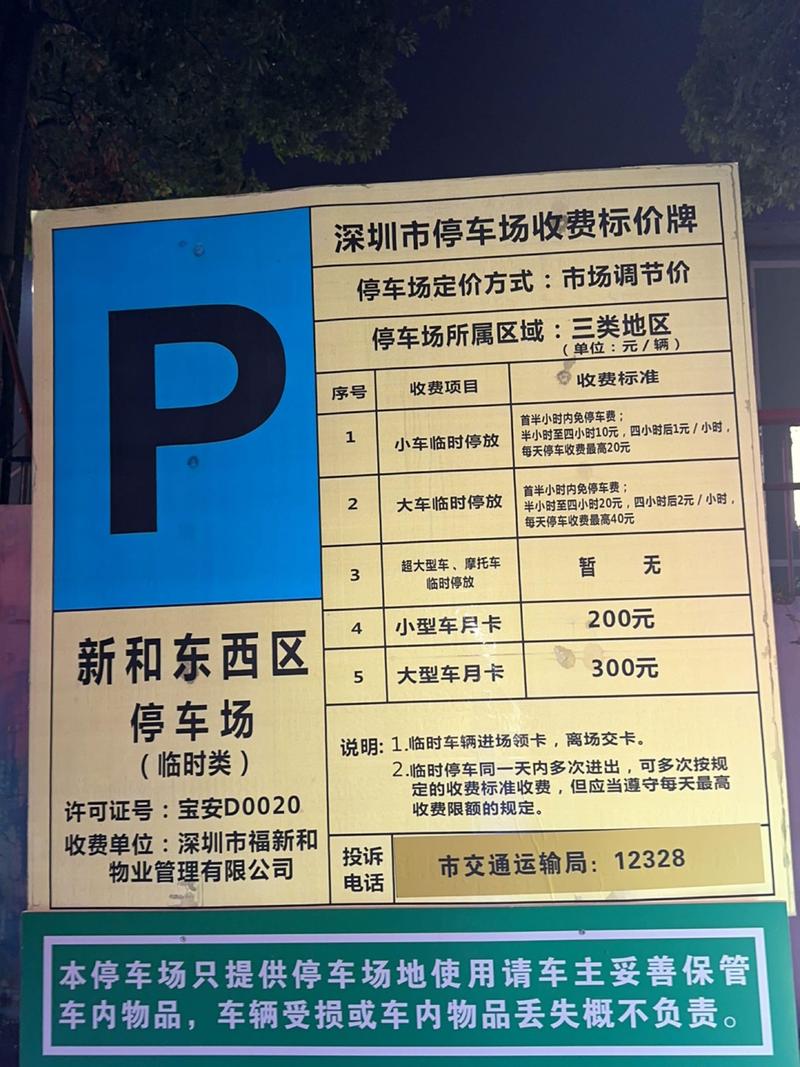 P
新和东西区
停车场
（临时类）
许可证号：宝安D0020
收费单位：深圳市福新和
物业管理有限公司
深圳市停车场收费标价牌
停车场定价方式：市场调节价
停车场所属区域：三类地区
（单位：元/辆）
序号 收费项目 收费标准
1 小车临时停放
首半小时内免停车费；
半小时至四小时10元，四小时后1元/小时，
每天停车收费最高20元
2 大车临时停放
首半小时内免停车费；
半小时至四小时20元，四小时后2元/小时，
每天停车收费最高40元
3 超大型车、摩托车
临时停放
暂 无
4 小型车月卡 200元
5 大型车月卡 300元
说明：1.临时车辆进场领卡，离场交卡。
2.临时停车同一天内多次进出，可多次按规
定的收费标准收费，但应当遵守每天最高
收费限额的规定。
投诉
电话
市交通运输局：12328
本停车场只提供停车场地使用请车主妥善保管
车内物品，车辆受损或车内物品丢失概不负责。